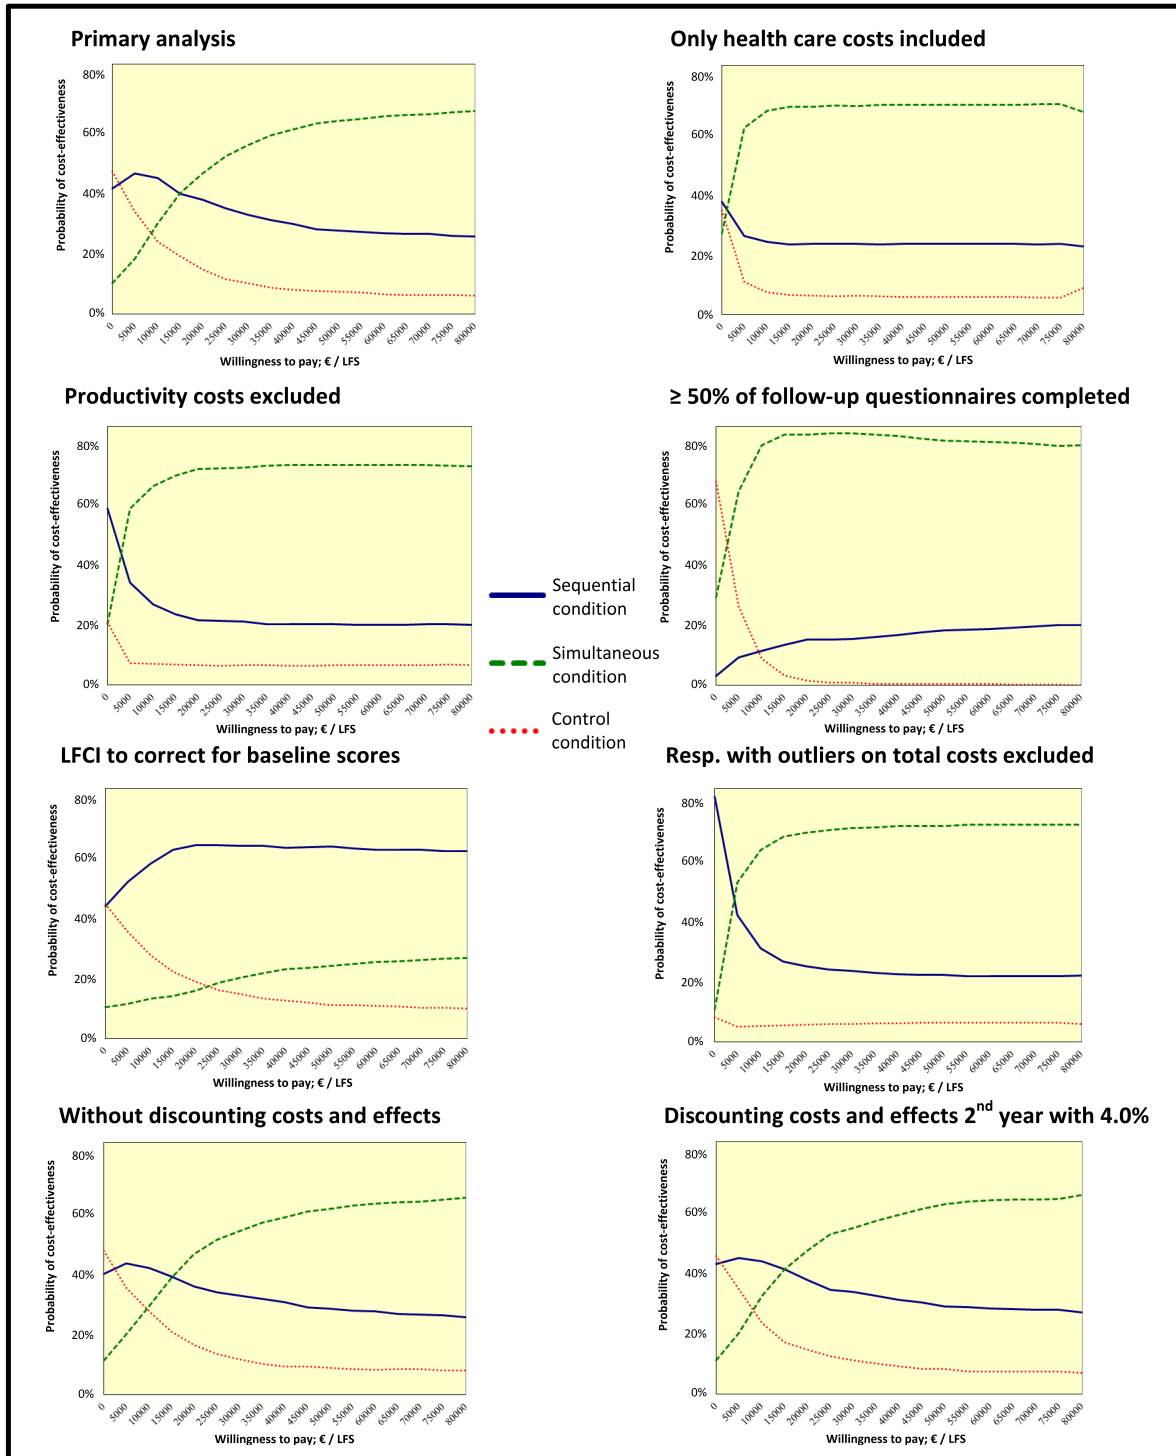 Primary analysis
Probability of cost-effectiveness
80%
60%
40%
20%
0%
0 5000 10000 15000 20000 25000 30000 35000 40000 45000 50000 55000 60000 65000 70000 75000 80000
Willingness to pay; € / LFS
Only health care costs included
Probability of cost-effectiveness
80%
60%
40%
20%
0%
0 5000 10000 15000 20000 25000 30000 35000 40000 45000 50000 55000 60000 65000 70000 75000 80000
Willingness to pay; € / LFS
Productivity costs excluded
Probability of cost-effectiveness
80%
60%
40%
20%
0%
0 5000 10000 15000 20000 25000 30000 35000 40000 45000 50000 55000 60000 65000 70000 75000 80000
Willingness to pay; € / LFS
≥ 50% of follow-up questionnaires completed
Probability of cost-effectiveness
80%
60%
40%
20%
0%
0 5000 10000 15000 20000 25000 30000 35000 40000 45000 50000 55000 60000 65000 70000 75000 80000
Willingness to pay; € / LFS
Sequential
condition
Simultaneous
condition
Control
condition
LFCI to correct for baseline scores
Probability of cost-effectiveness
80%
60%
40%
20%
0%
0 5000 10000 15000 20000 25000 30000 35000 40000 45000 50000 55000 60000 65000 70000 75000 80000
Willingness to pay; € / LFS
Resp. with outliers on total costs excluded
Probability of cost-effectiveness
80%
60%
40%
20%
0%
0 5000 10000 15000 20000 25000 30000 35000 40000 45000 50000 55000 60000 65000 70000 75000 80000
Willingness to pay; € / LFS
Without discounting costs and effects
Probability of cost-effectiveness
80%
60%
40%
20%
0%
0 5000 10000 15000 20000 25000 30000 35000 40000 45000 50000 55000 60000 65000 70000 75000 80000
Willingness to pay; € / LFS
Discounting costs and effects 2nd year with 4.0%
Probability of cost-effectiveness
80%
60%
40%
20%
0%
0 5000 10000 15000 20000 25000 30000 35000 40000 45000 50000 55000 60000 65000 70000 75000 80000
Willingness to pay; € / LFS